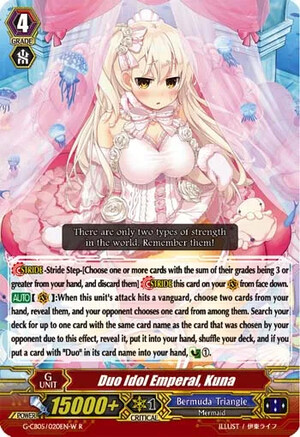 4
GRADE
There are only two types of strength
in the world. Remember them!
STRIDE -Stride Step-[Choose one or more cards with the sum of their grades being 3 or
greater from your hand, and discard them] STRIDE this card on your from face down.
AUTO [ ]:When this unit's attack hits a vanguard, choose two cards from your
hand, reveal them, and your opponent chooses one card from among them. Search your
deck for up to one card with the same card name as the card that was chosen by your
opponent due to this effect, reveal it, put it into your hand, shuffle your deck, and if you
put a card with "Duo" in its card name into your hand, .
G
UNIT
Duo Idol Emperal, Kuna
POWER
15000+
1
CRITICAL
Bermuda Triangle
Mermaid
G-CB05/020EN-W R
ILLUST / 伊東ライフ